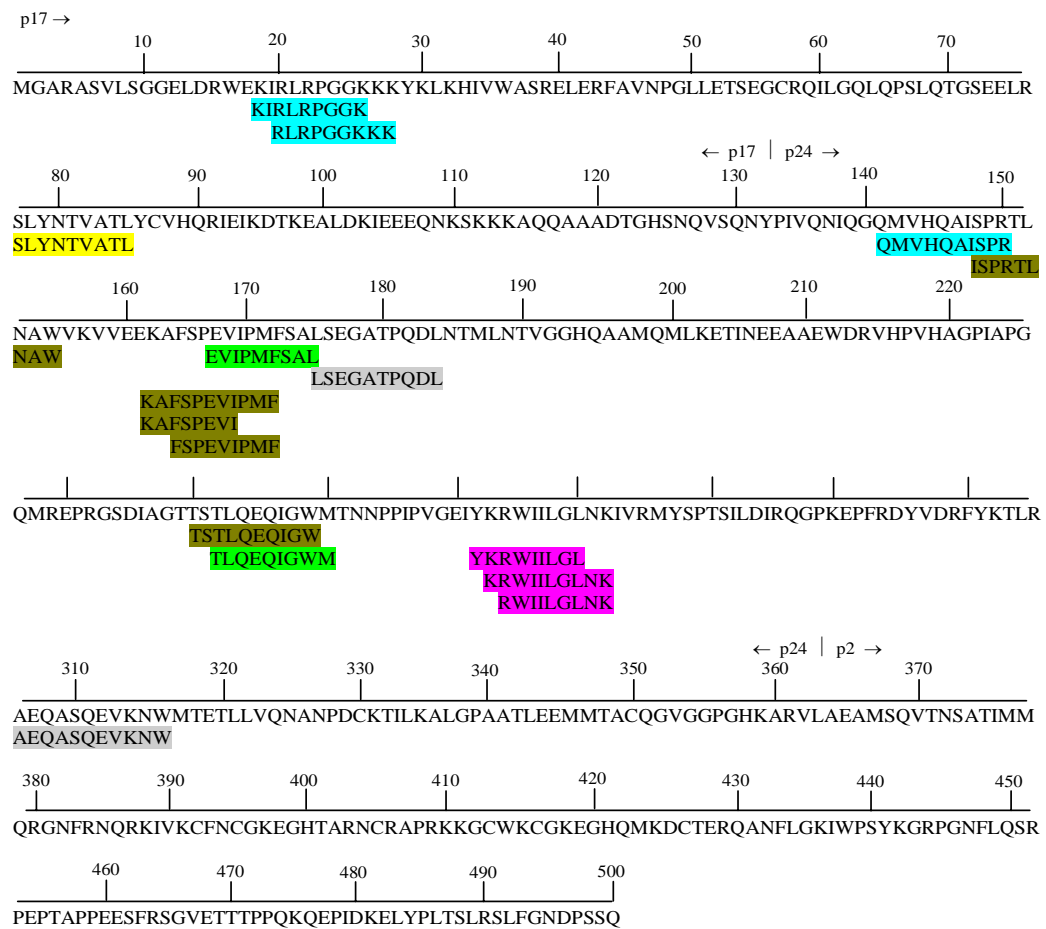 p17 →
10 20 30 40 50 60 70
MGARASVLSGGELDRWEKIRLRPGGKKKYKLKHIVWASRELERFAVNPGLLETSEGCRQILGQLQPSLQTGSEELR
KIRLRPGGK
RLRPGGKKK
← p17 | p24 →
80 90 100 110 120 130 140 150
SLYNTVATLYCVHQRIEIKDTKEALDKIEEEQNKSKKKAQQAAADTGHSNQVSQNYPIVQNIQGQMVHQAISPRTL
SLYNTVATL QMVHQAISPR
ISPRTL
160 170 180 190 200 210 220
NAWVKVVEEKAFSPEVIPMFSALSEGATPQDLNTMLNTVGGHQAAMQMLKETINEEAAEWDRVHPVHAGPIAPG
NAW EVIPMFSAL
LSEGATPQDL
KAFSPEVIPMF
KAFSPEVI
FSPEVIPMF
QMREPRGSDIAGTTSTLQEQIGWMTNNPPIPVGEIYKRWIILGLNKIVRMYSPTSILDIRQGPKEPFRDYVDRFYKTLR
TSTLQEQIGW
TLQEQIGWM YKRWIILGL
KRWIILGLNK
RWIILGLNK
← p24 | p2 →
310 320 330 340 350 360 370
AEQASQEVKNWMTETLLVQNANPDCKTILKALGPAATLEEMMTACQGVGGPGHKARVLAEAMSQVTNSATIMM
AEQASQEVKNW
380 390 400 410 420 430 440 450
QRGNFRNQRKIVKCFNCGKEGHTARNCRAPRKKGCWKCGKEGHQMKDCTERQANFLGKIWPSYKGRPGNFLQSR
460 470 480 490 500
PEPTAPPEESFRSGVETTTPPQKQEPIDKELYPLTSLRSLFGNDPSSQ